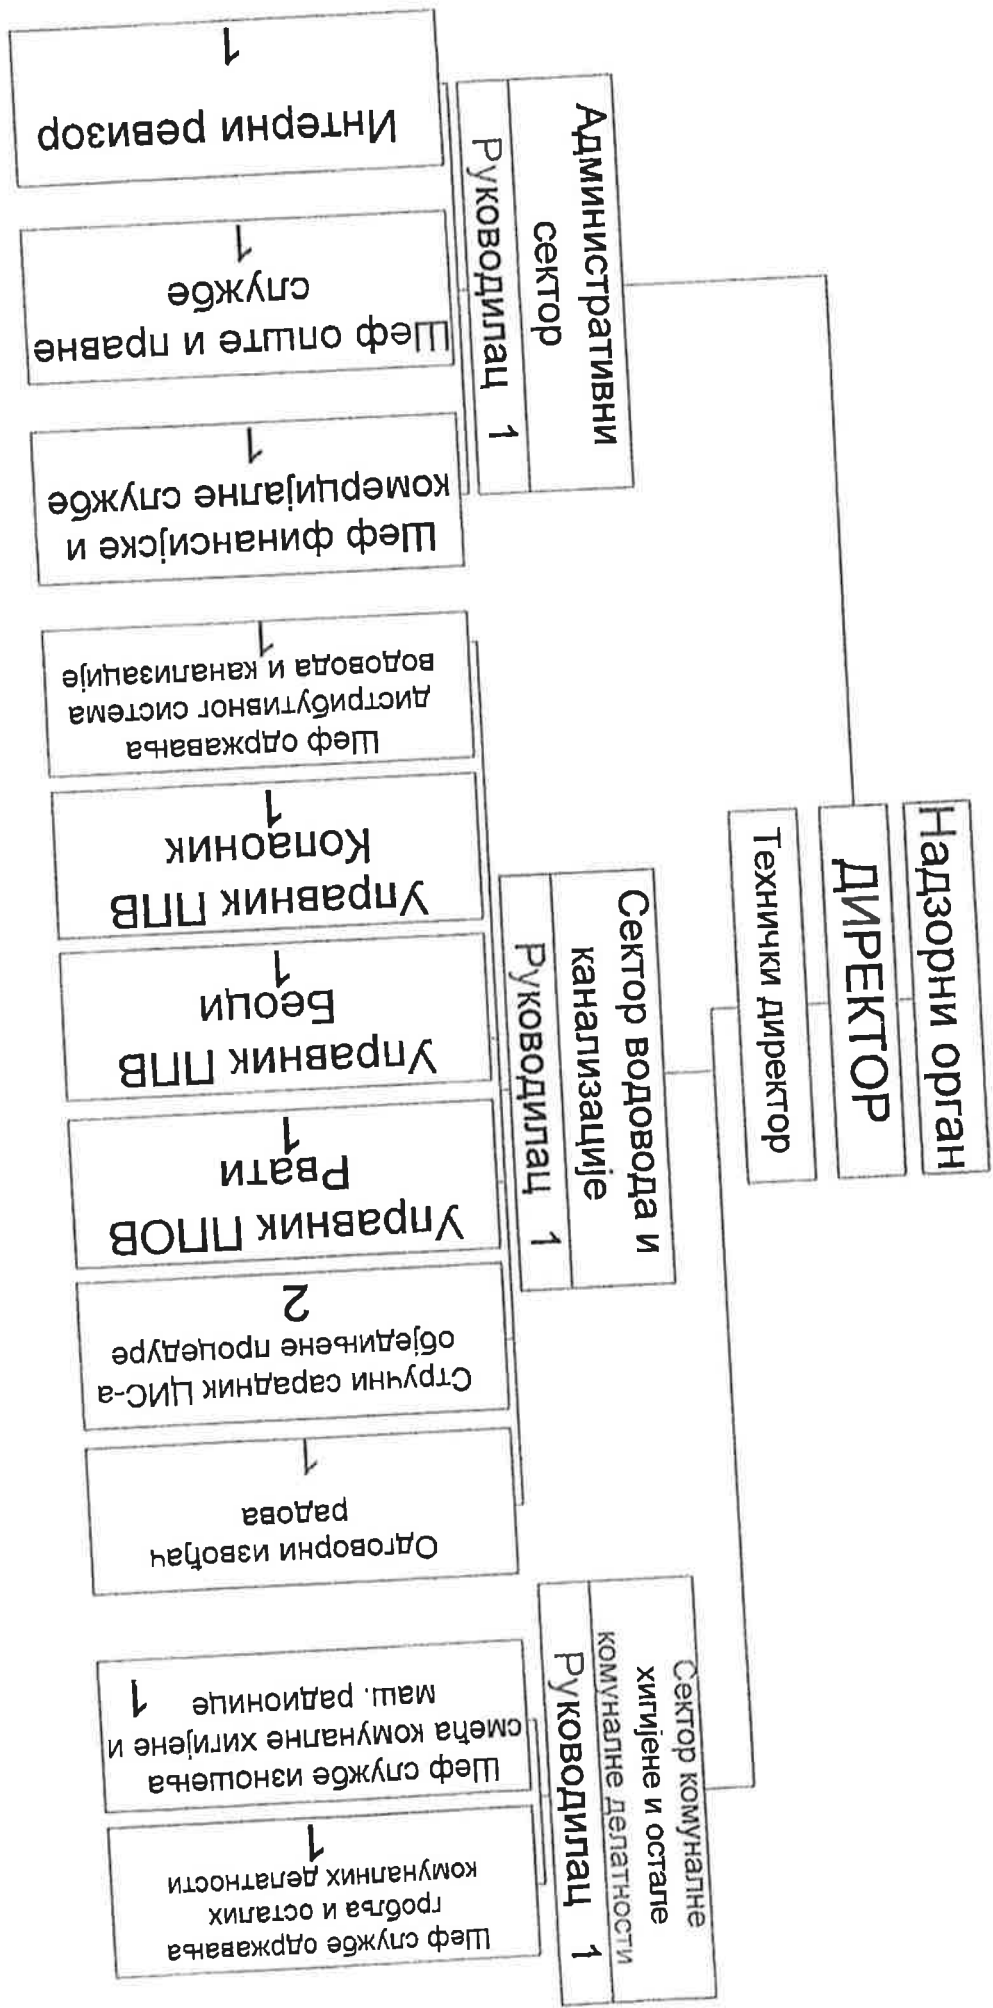 Надзорни орган
ДИРЕКТОР
Технички директор
Административни
сектор
Руководилац 1
Интерни ревизор
1
Шеф опште и правне
службе
1
Шеф финансијске и
комерцијалне службе
1
Сектор водовода и
канализације
Руководилац 1
Шеф одржавања
дистрибутивног система
водовода и канализације
1
Управник ППВ
Копаоник
1
Управник ППВ
Беоци
1
Управник ППОВ
Рвати
1
Стручни сарадник ЦИС-а
обједињене процедуре
2
Одговорни извођач
радова
1
Сектор комуналне
хигијене и остале
комуналне делатности
Руководилац 1
Шеф службе изношења
смећа комуналне хигијене и
маш. радионице 1
Шеф службе одржавања
гробља и осталих
комуналних делатности
1